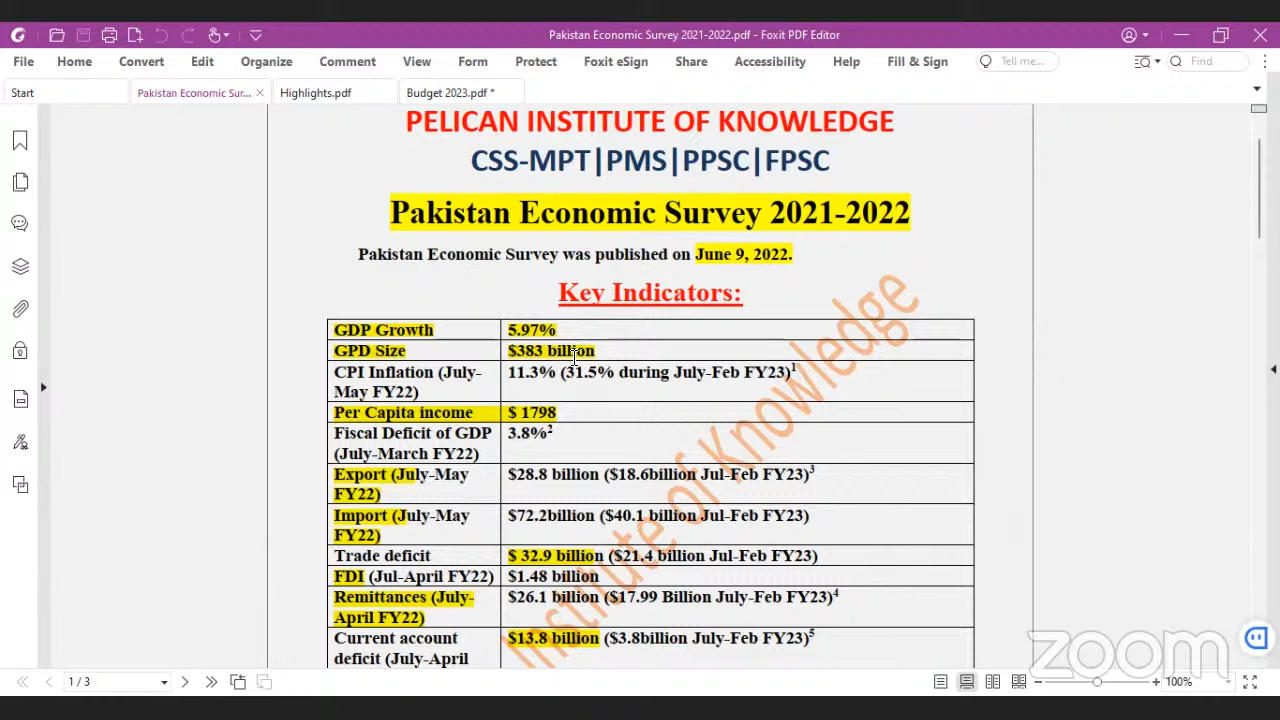 Pakistan Economic Survey 2021-2022.pdf - Foxit PDF Editor
File Home Convert Edit Organize Comment View Form Protect Foxit eSign Share Accessibility Help Fill & Sign Tell me... Find
Start Pakistan Economic Sur... Highlights.pdf Budget 2023.pdf *
PELICAN INSTITUTE OF KNOWLEDGE
CSS-MPT|PMS|PPSC|FPSC
Pakistan Economic Survey 2021-2022
Pakistan Economic Survey was published on June 9, 2022.
Key Indicators:
GDP Growth 5.97%
GPD Size $383 billion
CPI Inflation (July- 11.3% (31.5% during July-Feb FY23)1
May FY22)
Per Capita income $ 1798
Fiscal Deficit of GDP 3.8%2
(July-March FY22)
Export (July-May $28.8 billion ($18.6billion Jul-Feb FY23)3
FY22)
Import (July-May $72.2billion ($40.1 billion Jul-Feb FY23)
FY22)
Trade deficit $ 32.9 billion ($21.4 billion Jul-Feb FY23)
FDI (Jul-April FY22) $1.48 billion
Remittances (July- $26.1 billion ($17.99 Billion July-Feb FY23)4
April FY22)
Current account $13.8 billion ($3.8billion July-Feb FY23)5
deficit (July-April
Institute of Knowledge
zoom
1 / 3 100%